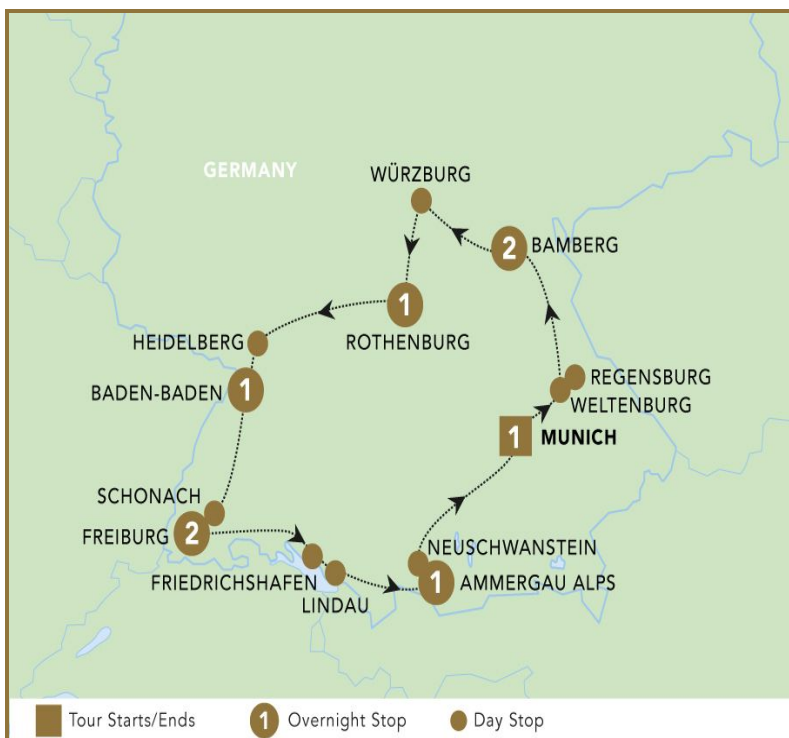 GERMANY
WÜRZBURG
2 BAMBERG
1
ROTHENBURG
HEIDELBERG
BADEN-BADEN 1
REGENSBURG
WELTENBURG
1 MUNICH
SCHONACH
FREIBURG 2
NEUSCHWANSTEIN
FRIEDRICHSHAFEN
1 AMMERGAU ALPS
LINDAU
Tour Starts/Ends 1 Overnight Stop Day Stop